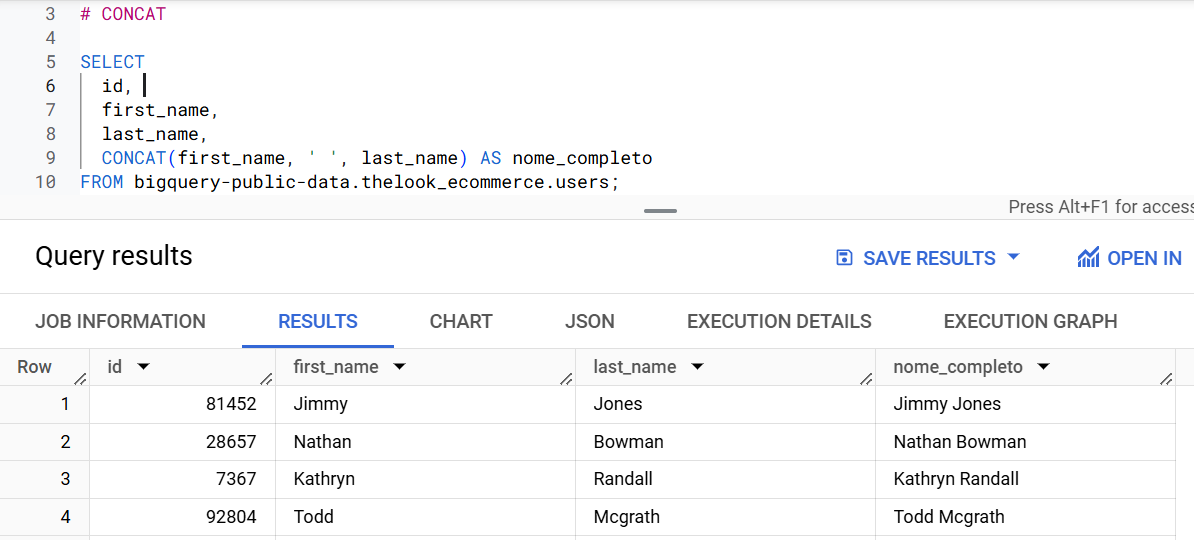 3 # CONCAT
4
5 SELECT
6 id,
7 first_name,
8 last_name,
9 CONCAT(first_name, ' ', last_name) AS nome_completo
10 FROM bigquery-public-data.thelook_ecommerce.users;
Press Alt+F1 for access
Query results SAVE RESULTS OPEN IN
JOB INFORMATION RESULTS CHART JSON EXECUTION DETAILS EXECUTION GRAPH
Row id first_name last_name nome_completo
1 81452 Jimmy Jones Jimmy Jones
2 28657 Nathan Bowman Nathan Bowman
3 7367 Kathryn Randall Kathryn Randall
4 92804 Todd Mcgrath Todd Mcgrath